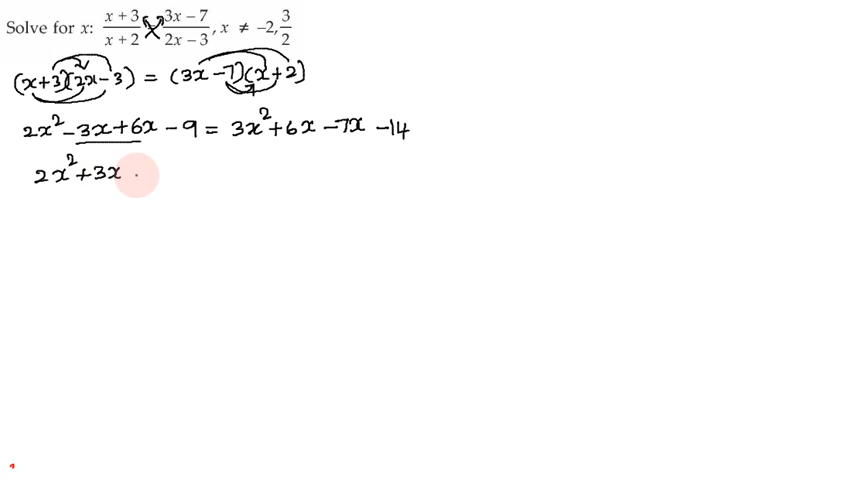 Solve for x: (x + 3)/(x + 2) = (3x − 7)/(2x − 3), x ≠ −2, 3/2
(x+3)(2x−3) = (3x−7)(x+2)
2x² − 3x + 6x − 9 = 3x² + 6x − 7x − 14
2x² + 3x